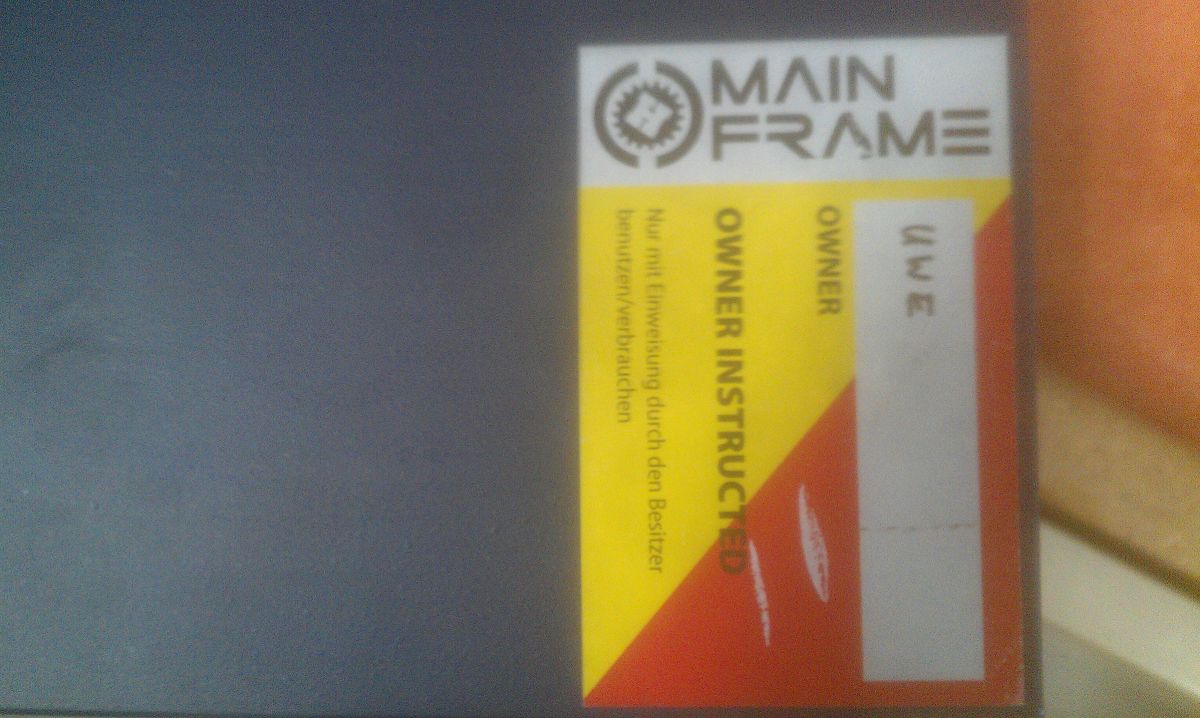 MAIN
FRAME
UWE
OWNER
OWNER INSTRUCTED
Nur mit Einweisung durch den Besitzer
benutzen/verbrauchen